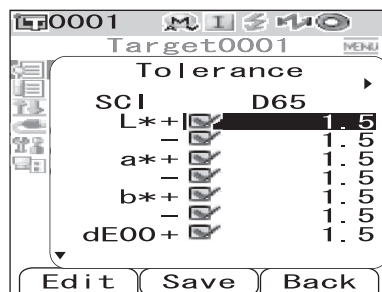 0001 M I
Target0001 MENU
Tolerance
SCI D65
L*+ 1.5
- 1.5
a*+ 1.5
- 1.5
b*+ 1.5
- 1.5
dE00+ 1.5
Edit Save Back